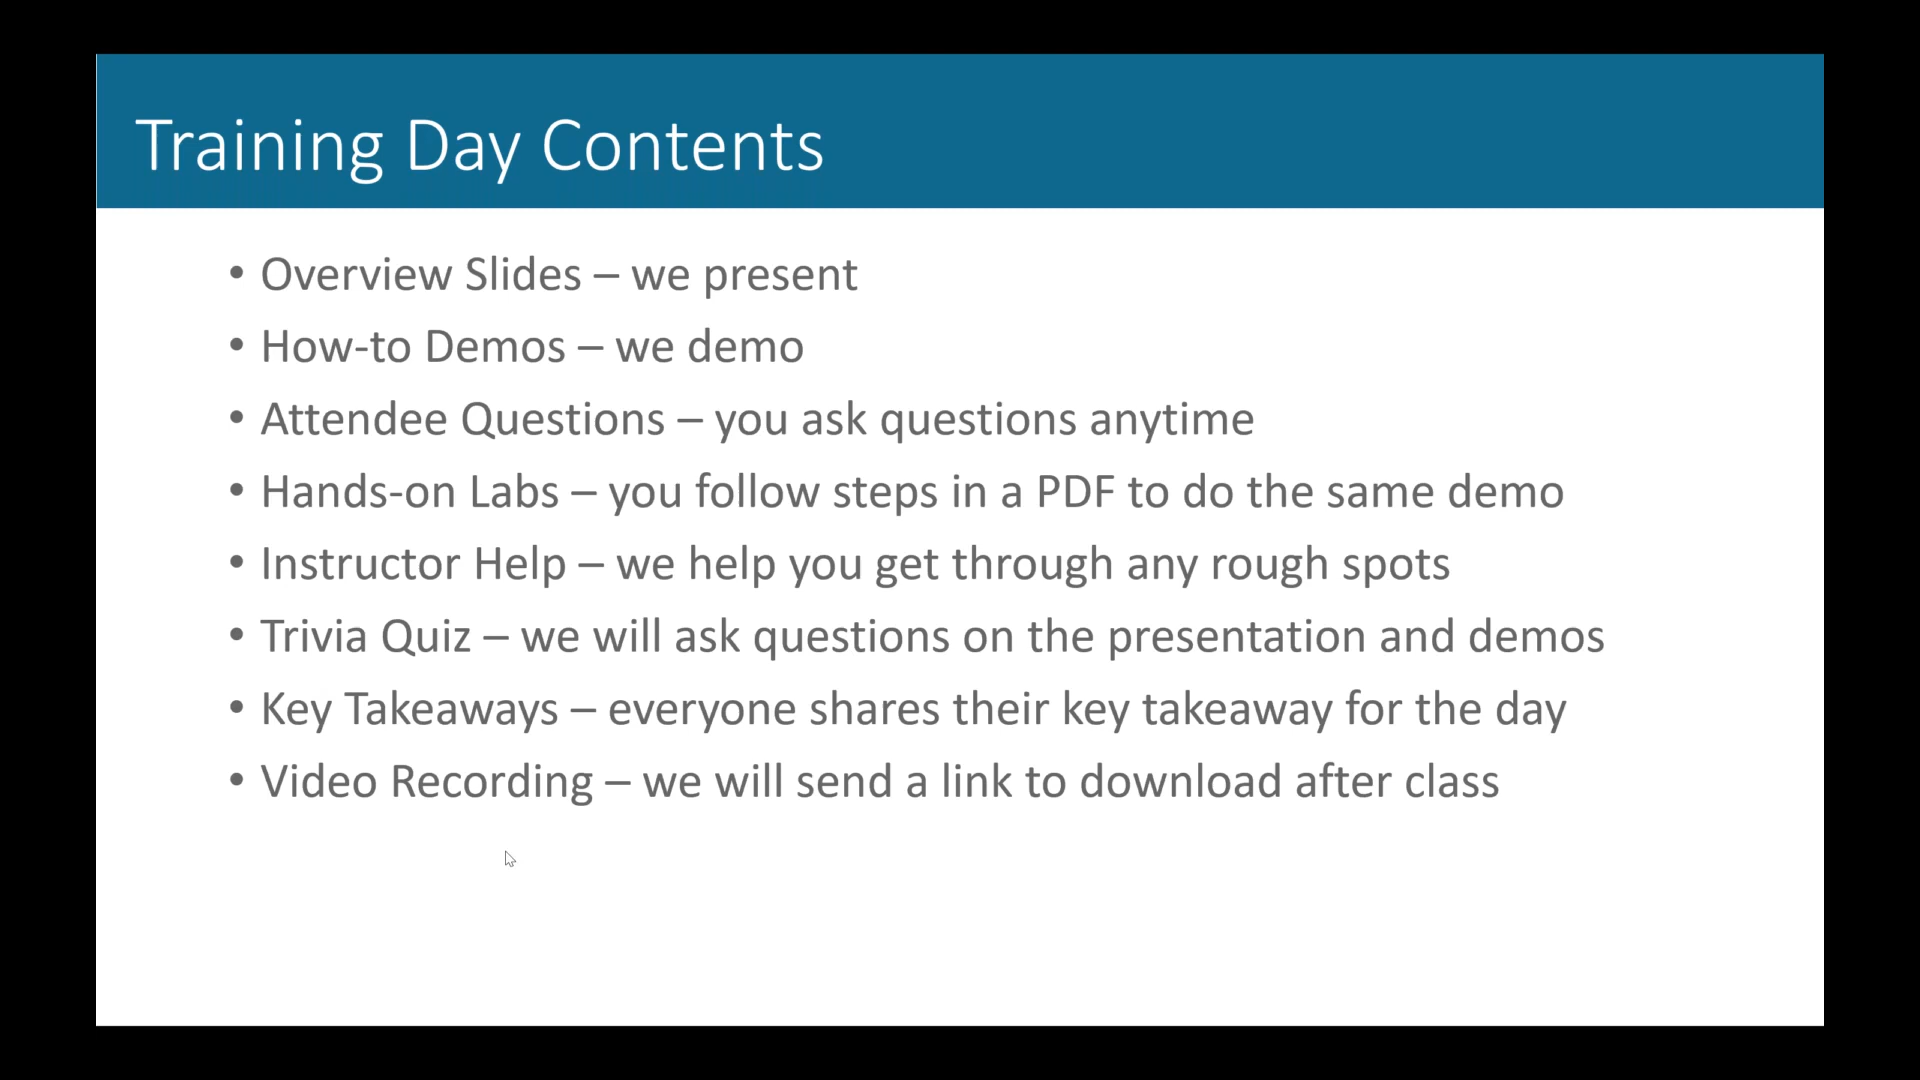 Training Day Contents
• Overview Slides – we present
• How-to Demos – we demo
• Attendee Questions – you ask questions anytime
• Hands-on Labs – you follow steps in a PDF to do the same demo
• Instructor Help – we help you get through any rough spots
• Trivia Quiz – we will ask questions on the presentation and demos
• Key Takeaways – everyone shares their key takeaway for the day
• Video Recording – we will send a link to download after class